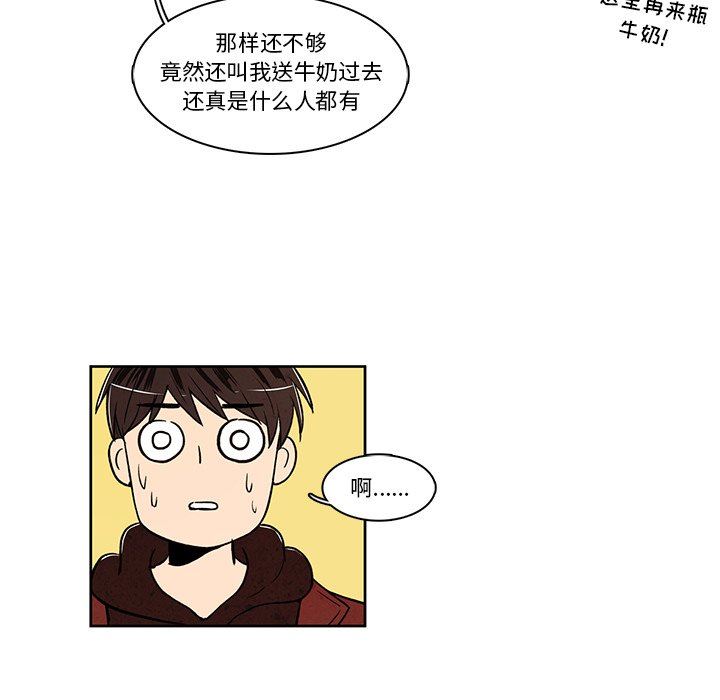 再来瓶
牛奶!
那样还不够
竟然还叫我送牛奶过去
还真是什么人都有
啊……